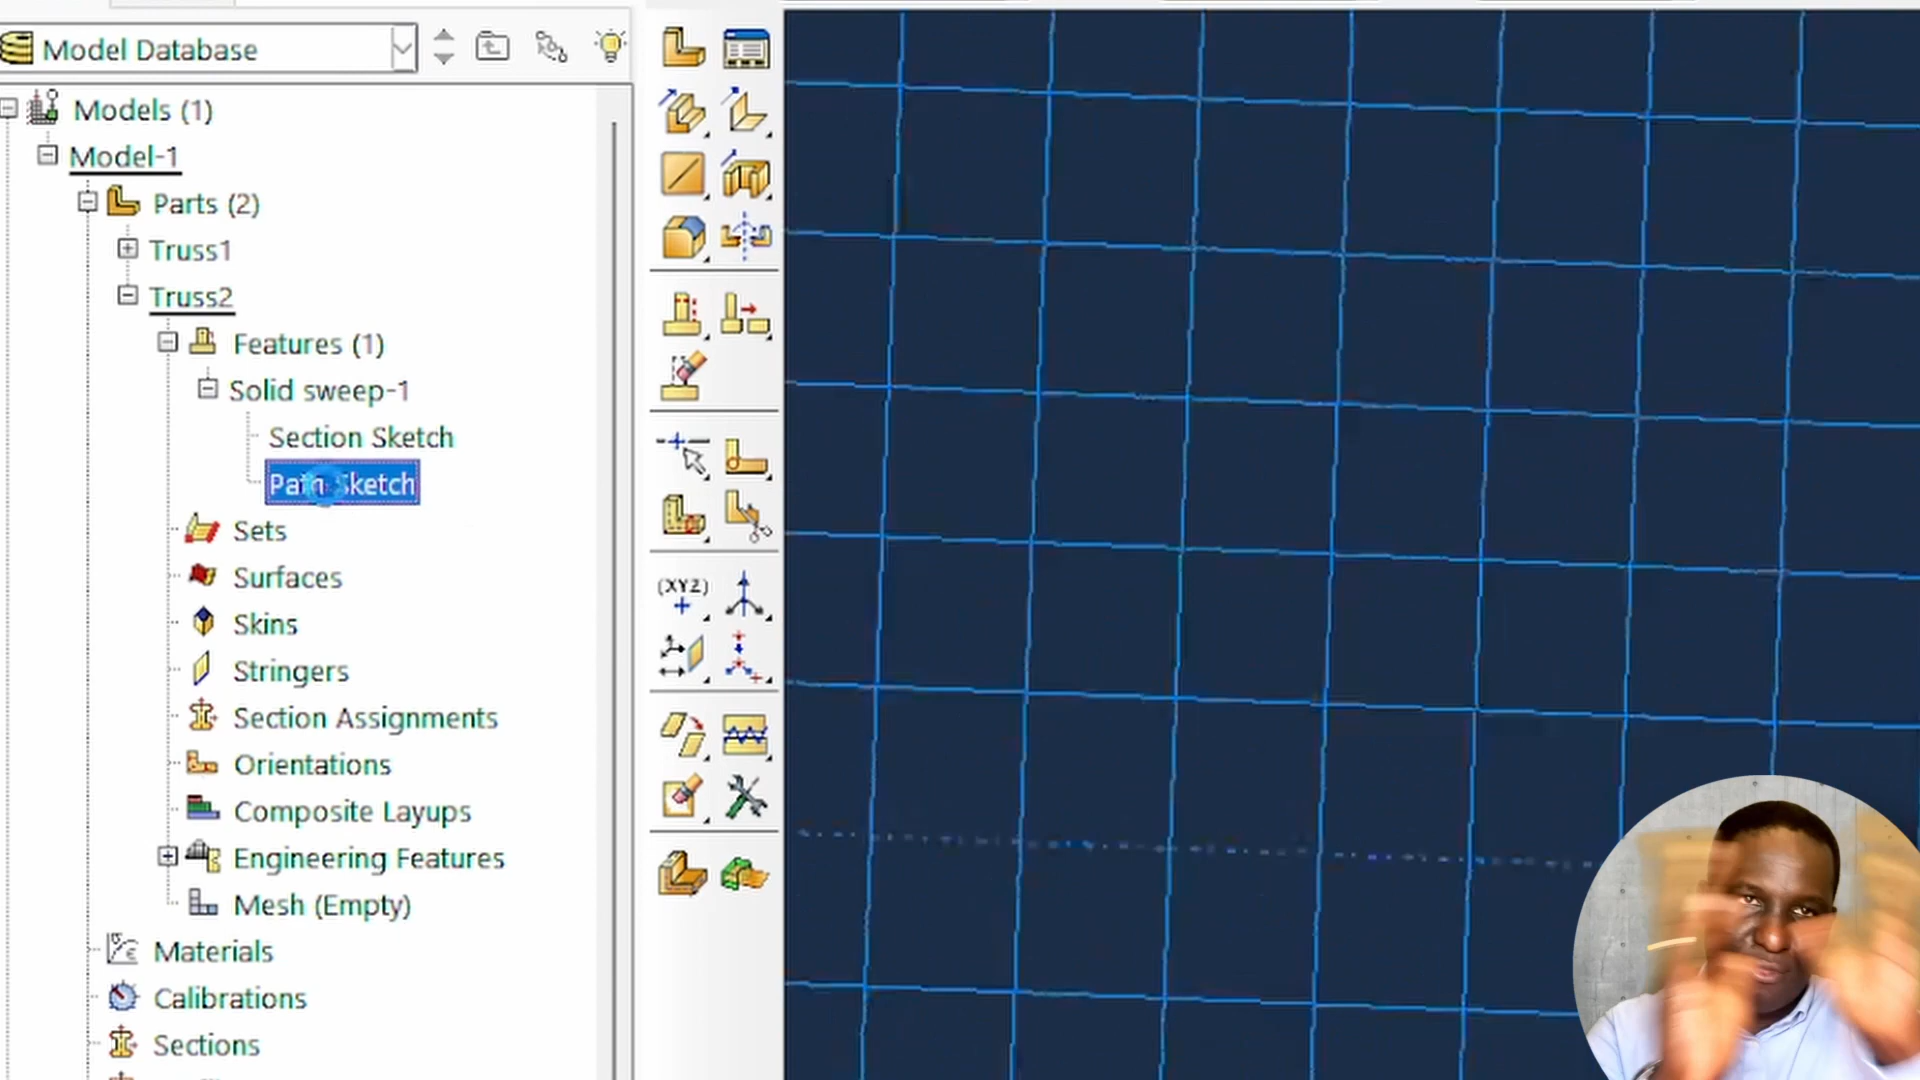 Model Database
Models (1)
Model-1
Parts (2)
Truss1
Truss2
Features (1)
Solid sweep-1
Section Sketch
Path Sketch
Sets
Surfaces
Skins
Stringers
Section Assignments
Orientations
Composite Layups
Engineering Features
Mesh (Empty)
Materials
Calibrations
Sections
(XYZ)